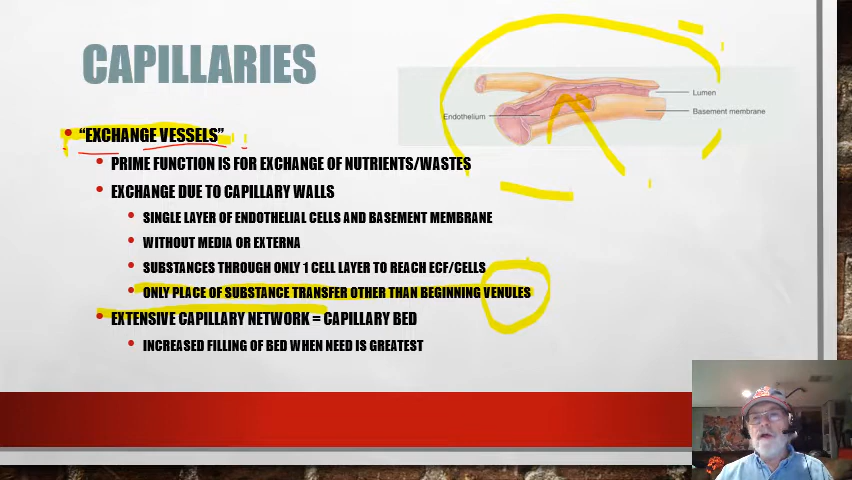 CAPILLARIES
Lumen
Endothelium
Basement membrane
• "EXCHANGE VESSELS"
• PRIME FUNCTION IS FOR EXCHANGE OF NUTRIENTS/WASTES
• EXCHANGE DUE TO CAPILLARY WALLS
• SINGLE LAYER OF ENDOTHELIAL CELLS AND BASEMENT MEMBRANE
• WITHOUT MEDIA OR EXTERNA
• SUBSTANCES THROUGH ONLY 1 CELL LAYER TO REACH ECF/CELLS
• ONLY PLACE OF SUBSTANCE TRANSFER OTHER THAN BEGINNING VENULES
• EXTENSIVE CAPILLARY NETWORK = CAPILLARY BED
• INCREASED FILLING OF BED WHEN NEED IS GREATEST